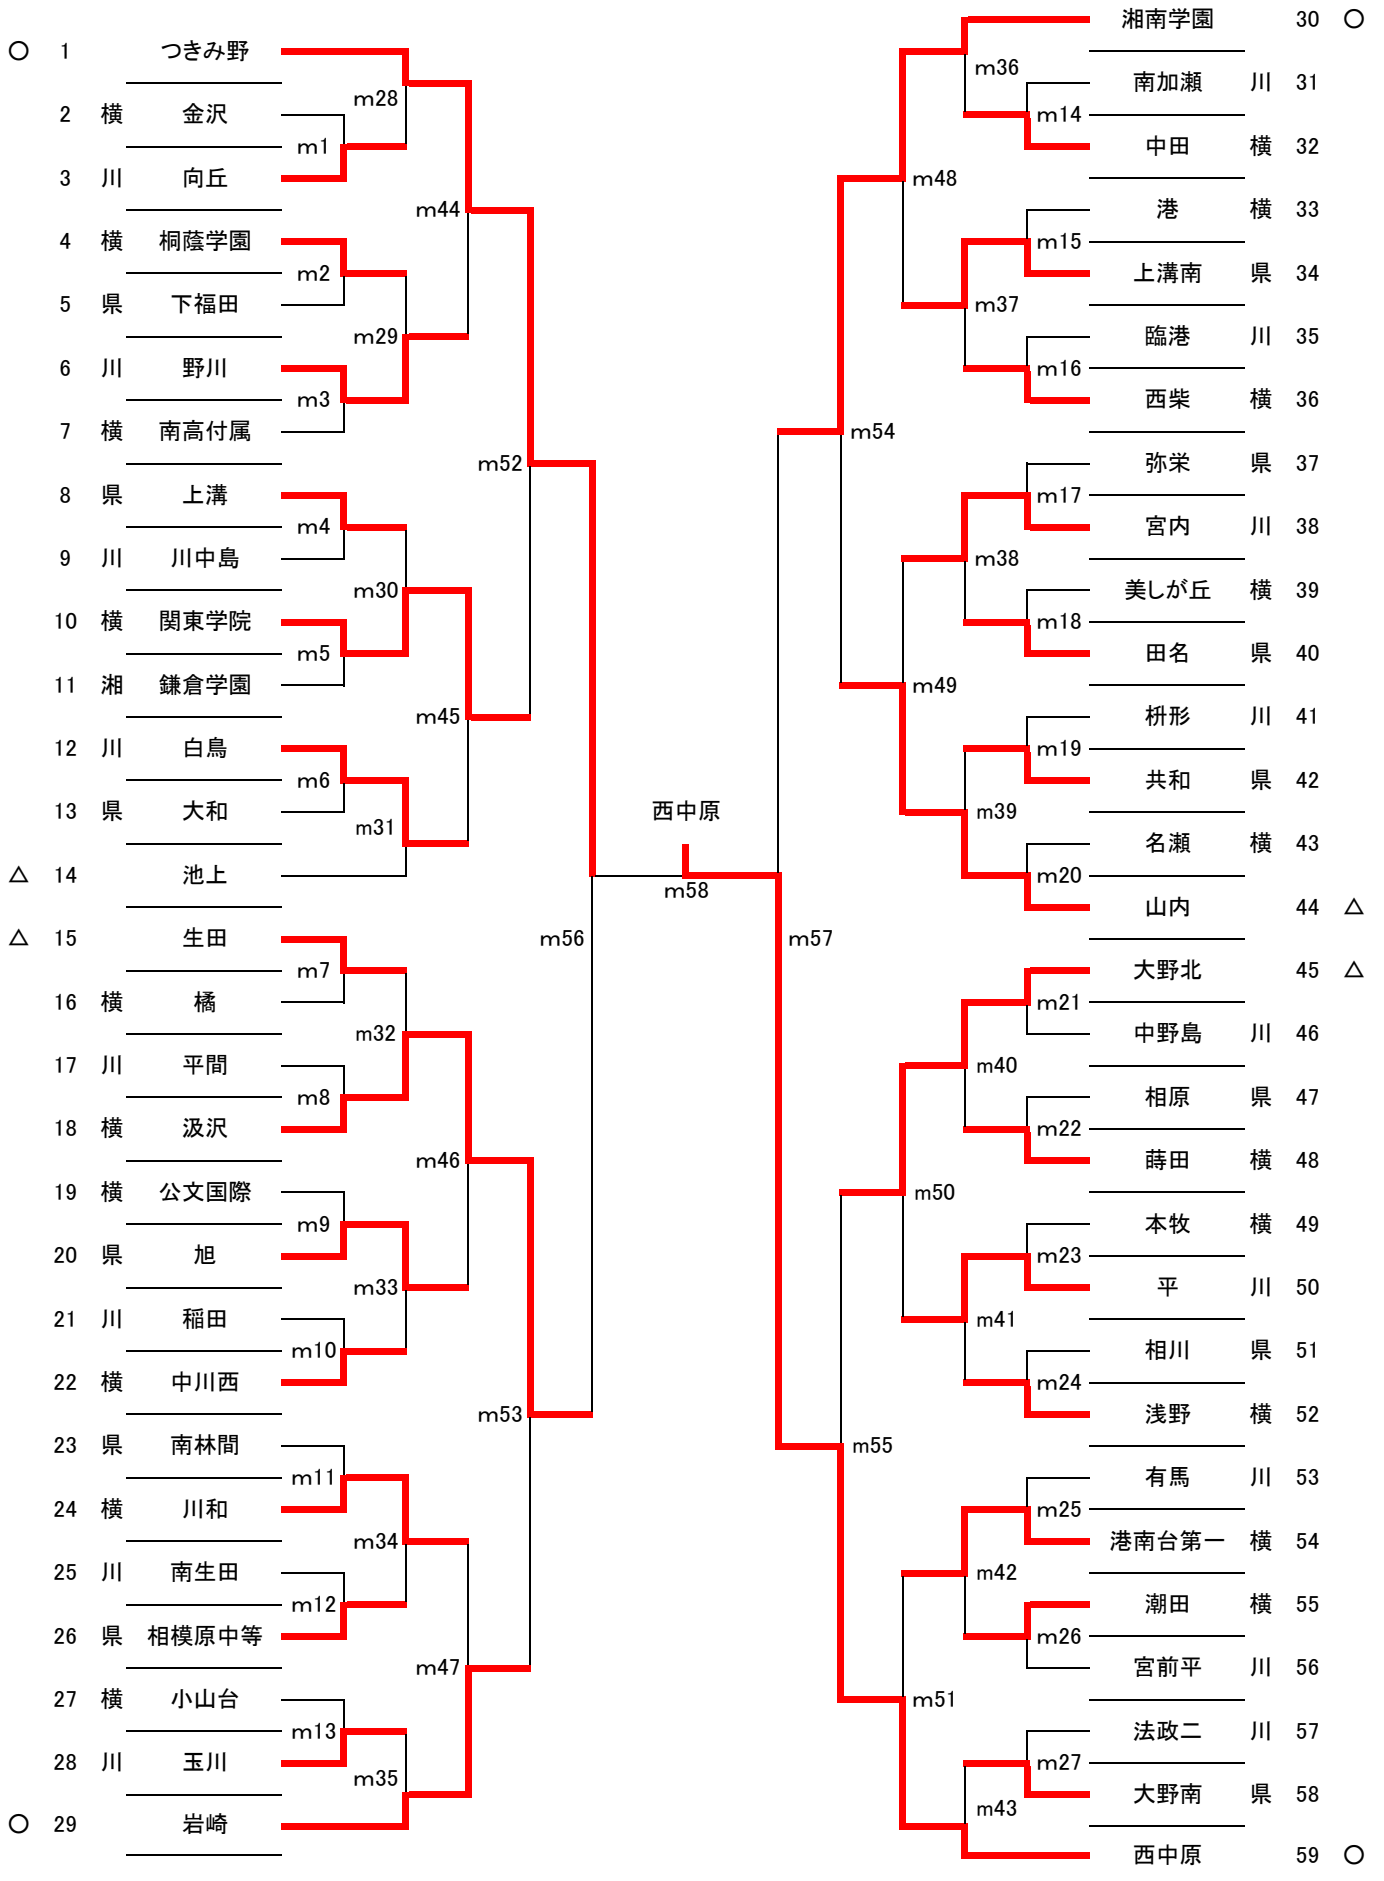 ○ 1 つきみ野
m28
2 横 金沢
m1
3 川 向丘
m44
4 横 桐蔭学園
m2
5 県 下福田
m29
6 川 野川
m3
7 横 南高付属
m52
8 県 上溝
m4
9 川 川中島
m30
10 横 関東学院
m5
11 湘 鎌倉学園
m45
12 川 白鳥
m6
13 県 大和
m31
△ 14 池上
△ 15 生田
m56
m7
16 横 橘
m32
17 川 平間
m8
18 横 汲沢
m46
19 横 公文国際
m9
20 県 旭
m33
21 川 稲田
m10
22 横 中川西
m53
23 県 南林間
m11
24 横 川和
m34
25 川 南生田
m12
26 県 相模原中等
m47
27 横 小山台
m13
28 川 玉川
m35
○ 29 岩崎
西中原
m58
湘南学園 30 ○
m36
南加瀬 川 31
m14
中田 横 32
m48
港 横 33
m15
上溝南 県 34
m37
臨港 川 35
m16
西柴 横 36
m54
弥栄 県 37
m17
宮内 川 38
m38
美しが丘 横 39
m18
田名 県 40
m49
枡形 川 41
m19
共和 県 42
m39
名瀬 横 43
m20
山内 44 △
m57
大野北 45 △
m21
中野島 川 46
m40
相原 県 47
m22
蒔田 横 48
m50
本牧 横 49
m23
平 川 50
m41
相川 県 51
m24
浅野 横 52
m55
有馬 川 53
m25
港南台第一 横 54
m42
潮田 横 55
m26
宮前平 川 56
m51
法政二 川 57
m27
大野南 県 58
m43
西中原 59 ○